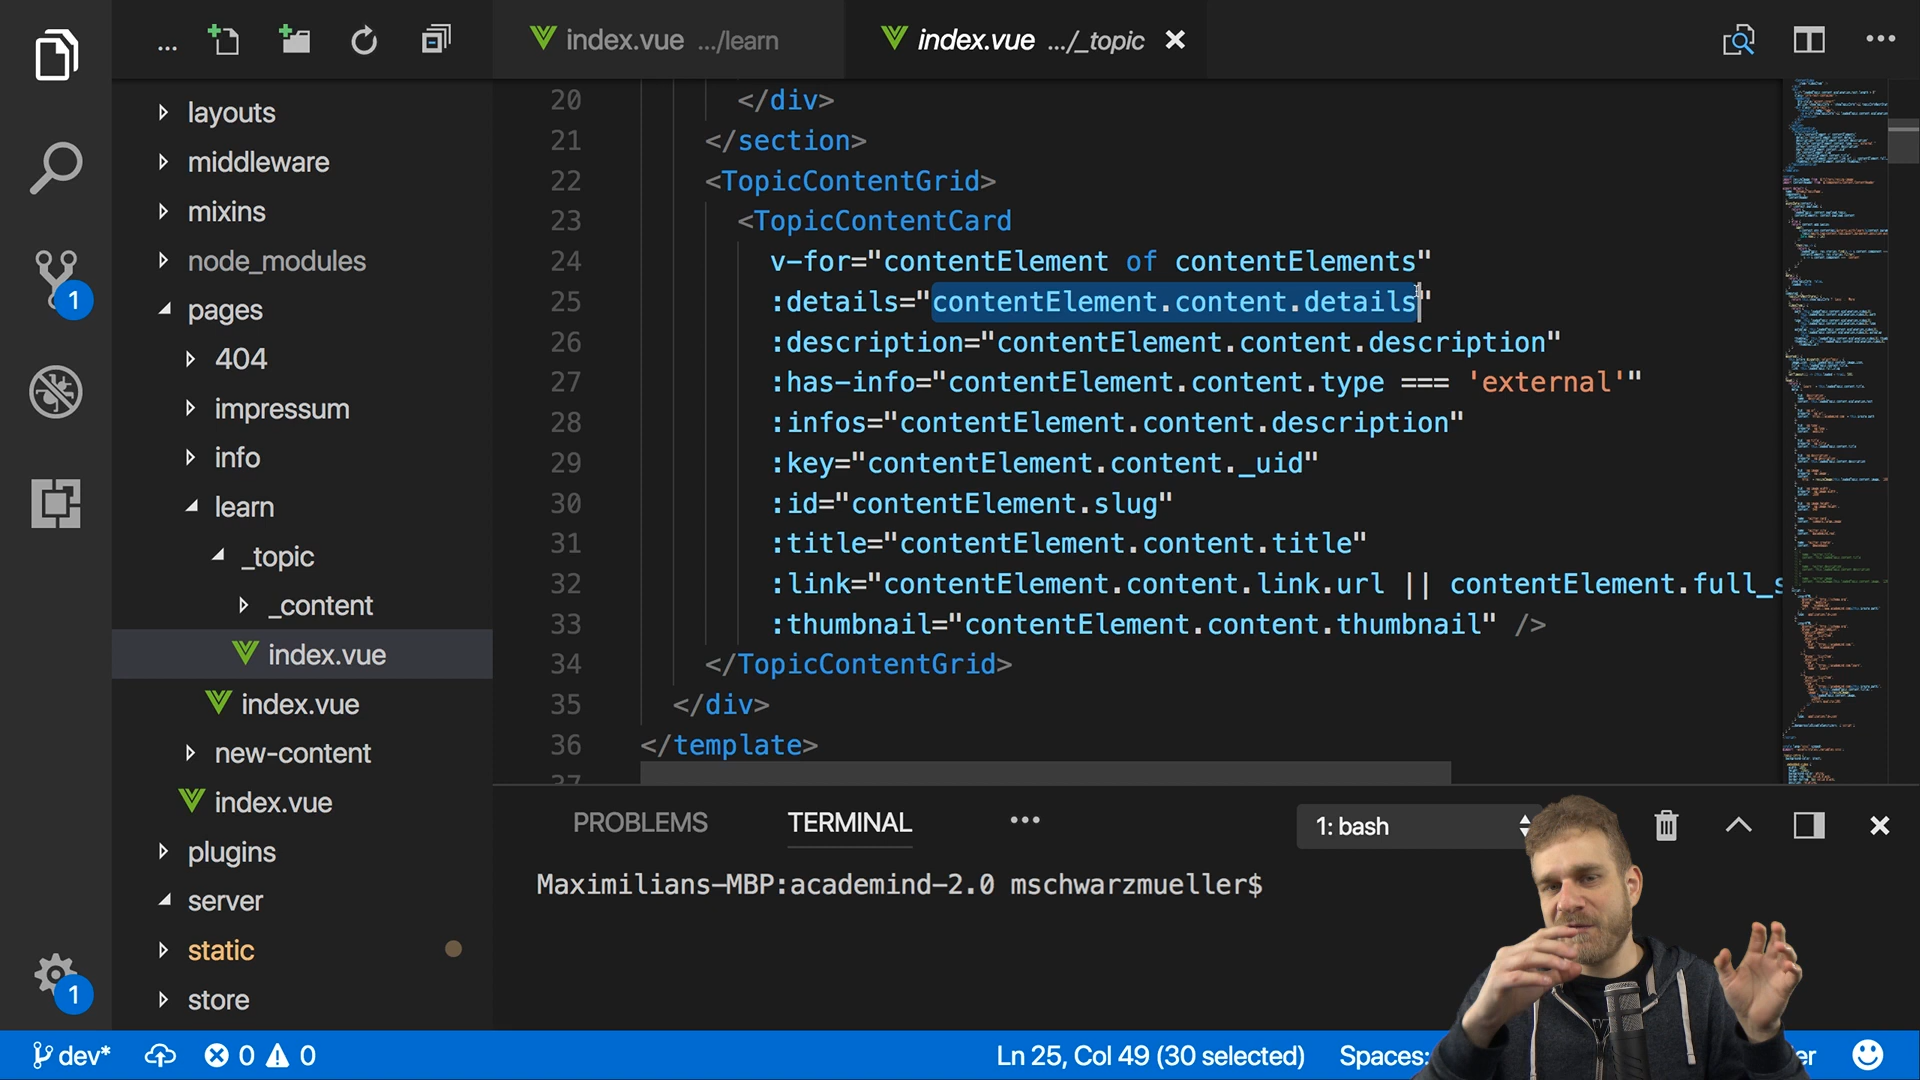 ...
index.vue .../learn
index.vue .../_topic
layouts
middleware
mixins
node_modules
pages
404
impressum
info
learn
_topic
_content
index.vue
index.vue
new-content
index.vue
plugins
server
static
store
1
1
20 </div>
21 </section>
22 <TopicContentGrid>
23 <TopicContentCard
24 v-for="contentElement of contentElements"
25 :details="contentElement.content.details"
26 :description="contentElement.content.description"
27 :has-info="contentElement.content.type === 'external'"
28 :infos="contentElement.content.description"
29 :key="contentElement.content._uid"
30 :id="contentElement.slug"
31 :title="contentElement.content.title"
32 :link="contentElement.content.link.url || contentElement.full_s
33 :thumbnail="contentElement.content.thumbnail" />
34 </TopicContentGrid>
35 </div>
36 </template>
37
PROBLEMS TERMINAL ... 1: bash
Maximilians-MBP:academind-2.0 mschwarzmueller$
dev* 0 0 Ln 25, Col 49 (30 selected) Spaces: